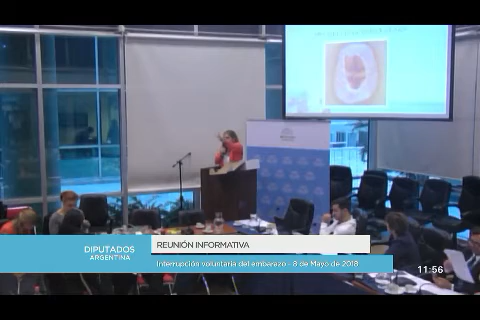 DIPUTADOS
ARGENTINA
REUNIÓN INFORMATIVA
Interrupción voluntaria del embarazo - 8 de Mayo de 2018
11:56